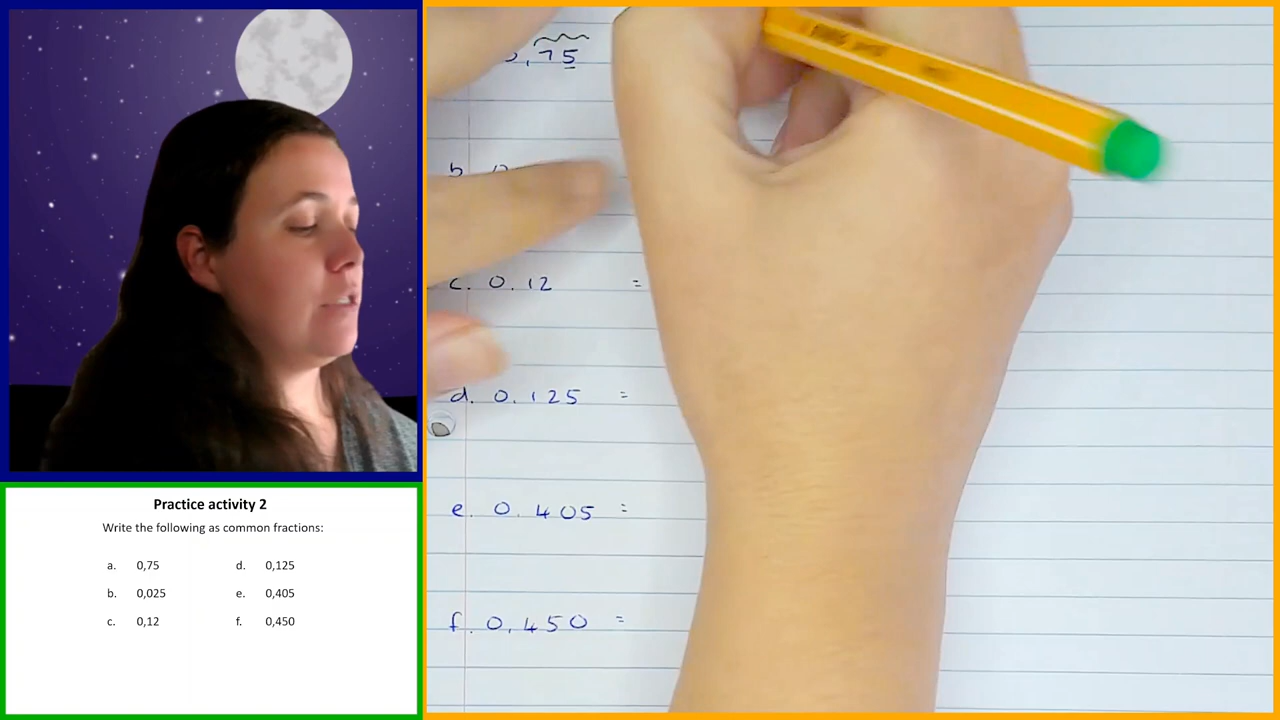 ,75
b.
c. 0.12 =
d. 0.125 =
e. 0.405 =
f. 0,450 =
Practice activity 2
Write the following as common fractions:
a. 0,75 d. 0,125
b. 0,025 e. 0,405
c. 0,12 f. 0,450